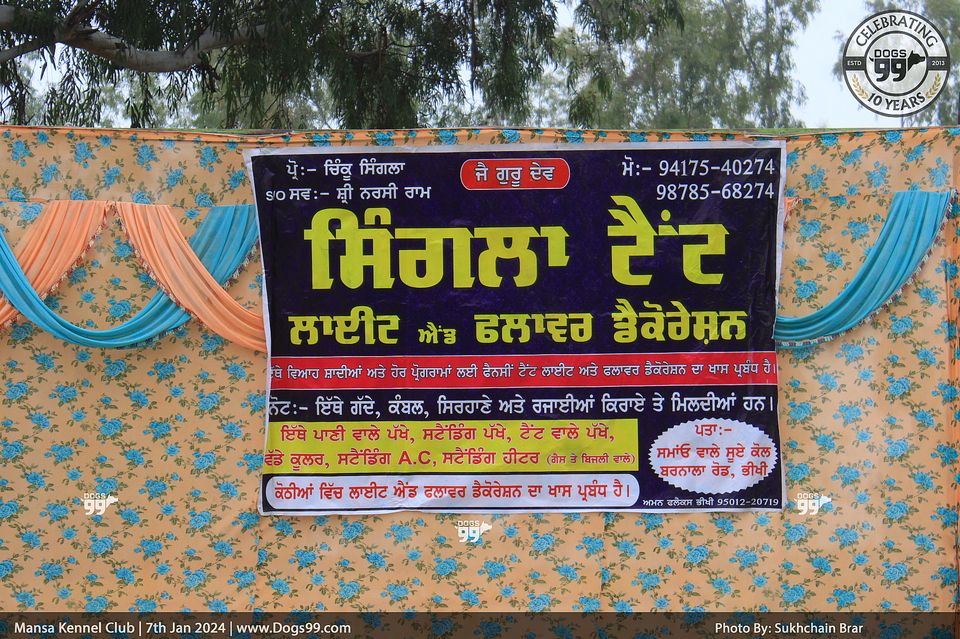 CELEBRATING
DOGS
ESTD 99 2013
10 YEARS
ਪ੍ਰੋ:- ਚਿੰਕੂ ਸਿੰਗਲਾ
S/O ਸਵ:- ਸ਼੍ਰੀ ਨਰਸੀ ਰਾਮ
ਜੈ ਗੁਰੂ ਦੇਵ
ਮੋ:- 94175-40274
98785-68274
ਸਿੰਗਲਾ ਟੈਂਟ
ਲਾਈਟ ਐਂਡ ਫਲਾਵਰ ਡੈਕੋਰੇਸ਼ਨ
ਇੱਥੇ ਵਿਆਹ ਸ਼ਾਦੀਆਂ ਅਤੇ ਹੋਰ ਪ੍ਰੋਗਰਾਮਾਂ ਲਈ ਫੈਨਸੀਂ ਟੈਂਟ ਲਾਈਟ ਅਤੇ ਫਲਾਵਰ ਡੈਕੋਰੇਸ਼ਨ ਦਾ ਖਾਸ ਪ੍ਰਬੰਧ ਹੈ।
ਨੋਟ:- ਇੱਥੇ ਗੱਦੇ, ਕੰਬਲ, ਸਿਰਹਾਣੇ ਅਤੇ ਰਜਾਈਆਂ ਕਿਰਾਏ ਤੇ ਮਿਲਦੀਆਂ ਹਨ।
ਇੱਥੇ ਪਾਣੀ ਵਾਲੇ ਪੱਖੇ, ਸਟੈਂਡਿੰਗ ਪੱਖੇ, ਟੈਂਟ ਵਾਲੇ ਪੱਖੇ,
ਵੱਡੇ ਕੂਲਰ, ਸਟੈਂਡਿੰਗ A.C, ਸਟੈਂਡਿੰਗ ਹੀਟਰ (ਗੈਸ ਤੇ ਬਿਜਲੀ ਵਾਲੇ)
ਕੋਠੀਆਂ ਵਿੱਚ ਲਾਈਟ ਐਂਡ ਫਲਾਵਰ ਡੈਕੋਰੇਸ਼ਨ ਦਾ ਖਾਸ ਪ੍ਰਬੰਧ ਹੈ।
ਪਤਾ:-
ਸਮਾਂਓ ਵਾਲੇ ਸੂਏ ਕੋਲ
ਬਰਨਾਲਾ ਰੋਡ, ਭੀਖੀ
ਅਮਨ ਫਲੈਕਸ ਭੀਖੀ 95012-20719
DOGS
99
DOGS
99
DOGS
99
Mansa Kennel Club | 7th Jan 2024 | www.Dogs99.com
Photo By: Sukhchain Brar